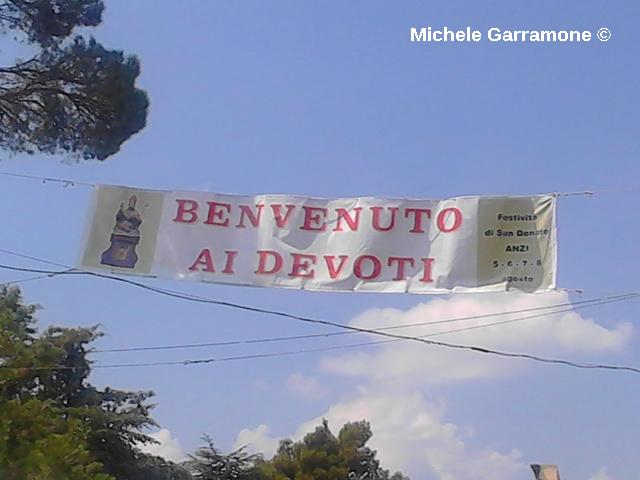 Michele Garramone ©
BENVENUTO
AI DEVOTI
Festività
di San Donato
ANZI
5 - 6 - 7 - 8
agosto